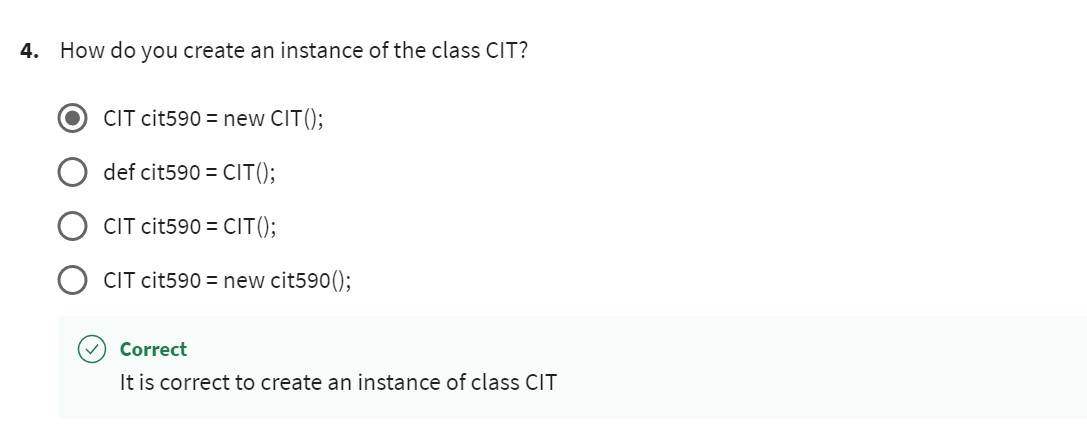 4. How do you create an instance of the class CIT?
CIT cit590 = new CIT();
def cit590 = CIT();
CIT cit590 = CIT();
CIT cit590 = new cit590();
Correct
It is correct to create an instance of class CIT